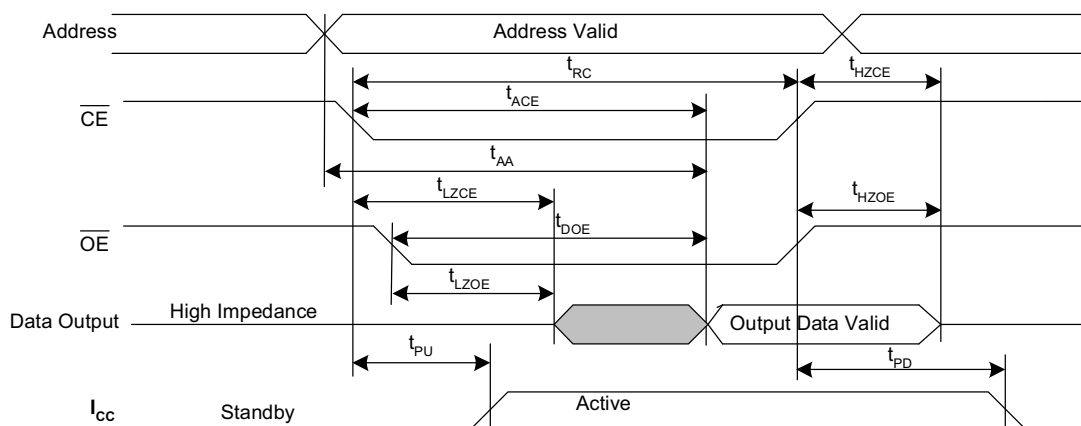 Address Address Valid
tRC tHZCE
tACE
CE
tAA
tLZCE tHZOE
OE tDOE
tLZOE
Data Output High Impedance Output Data Valid
tPU tPD
ICC Standby Active